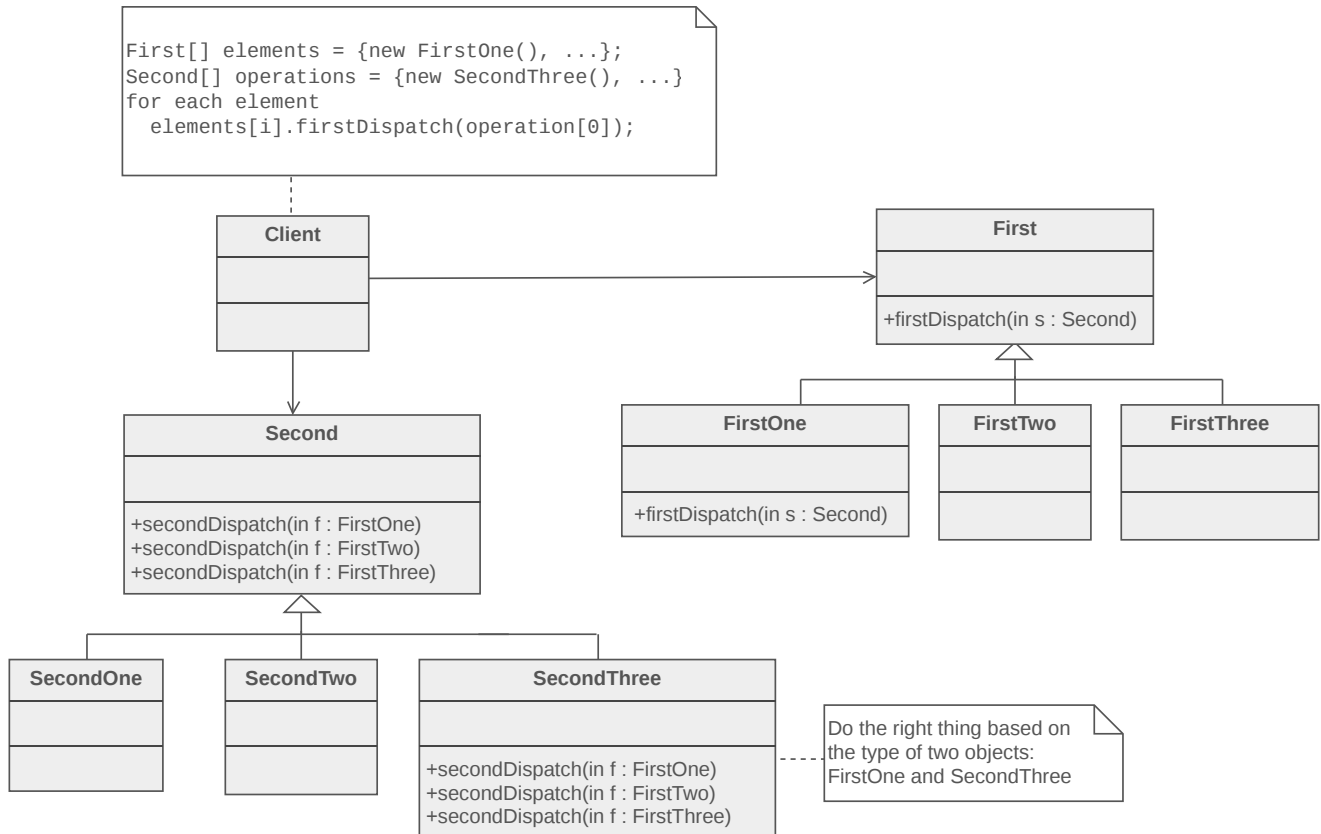 First[] elements = {new FirstOne(), ...};
Second[] operations = {new SecondThree(), ...}
for each element
  elements[i].firstDispatch(operation[0]);
Client
First
+firstDispatch(in s : Second)
Second
+secondDispatch(in f : FirstOne)
+secondDispatch(in f : FirstTwo)
+secondDispatch(in f : FirstThree)
FirstOne
+firstDispatch(in s : Second)
FirstTwo
FirstThree
SecondOne
SecondTwo
SecondThree
+secondDispatch(in f : FirstOne)
+secondDispatch(in f : FirstTwo)
+secondDispatch(in f : FirstThree)
Do the right thing based on
the type of two objects:
FirstOne and SecondThree